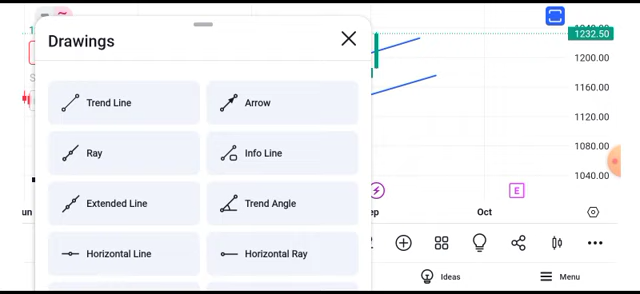 Drawings
Trend Line
Arrow
Ray
Info Line
Extended Line
Trend Angle
Horizontal Line
Horizontal Ray
1232.50
1200.00
1160.00
1120.00
1080.00
1040.00
E
Oct
Ideas
Menu